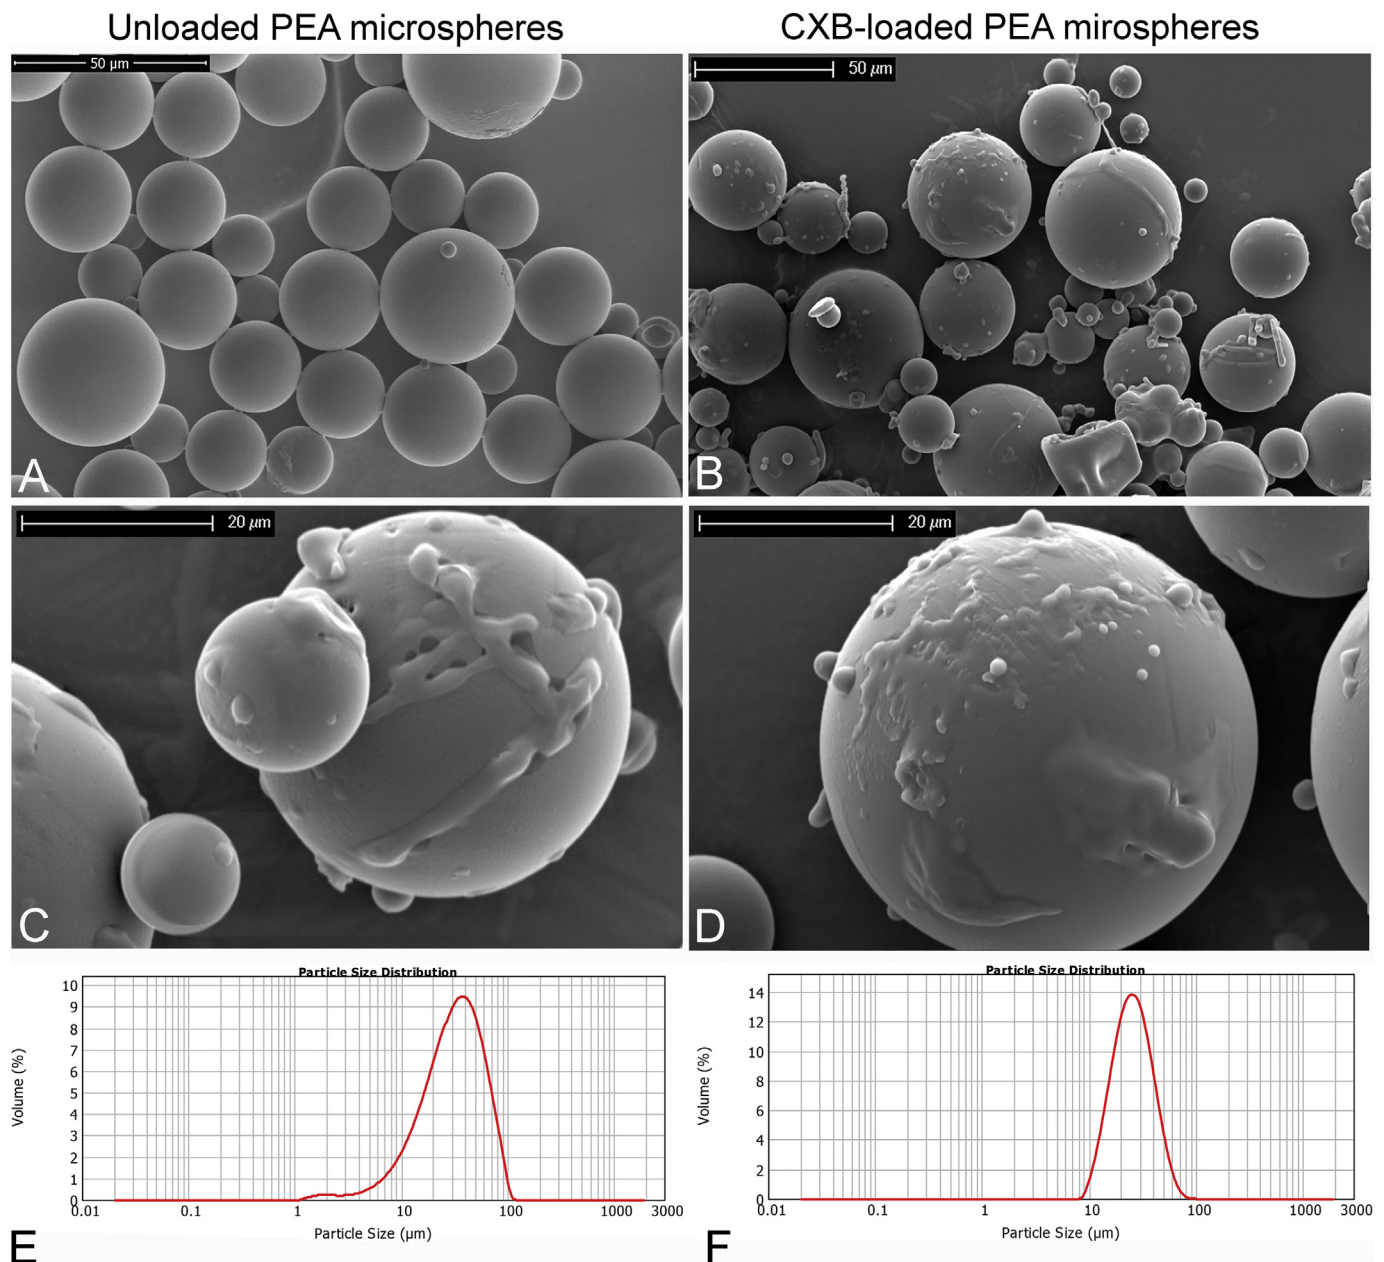 Unloaded PEA microspheres
CXB-loaded PEA mirospheres
50 µm
50 µm
A
B
20 µm
20 µm
C
D
Particle Size Distribution
10
9
8
7
6
5
4
3
2
1
0
Volume (%)
0.01 0.1 1 10 100 1000 3000
Particle Size (µm)
E
Particle Size Distribution
14
12
10
8
6
4
2
0
Volume (%)
0.01 0.1 1 10 100 1000 3000
Particle Size (µm)
F